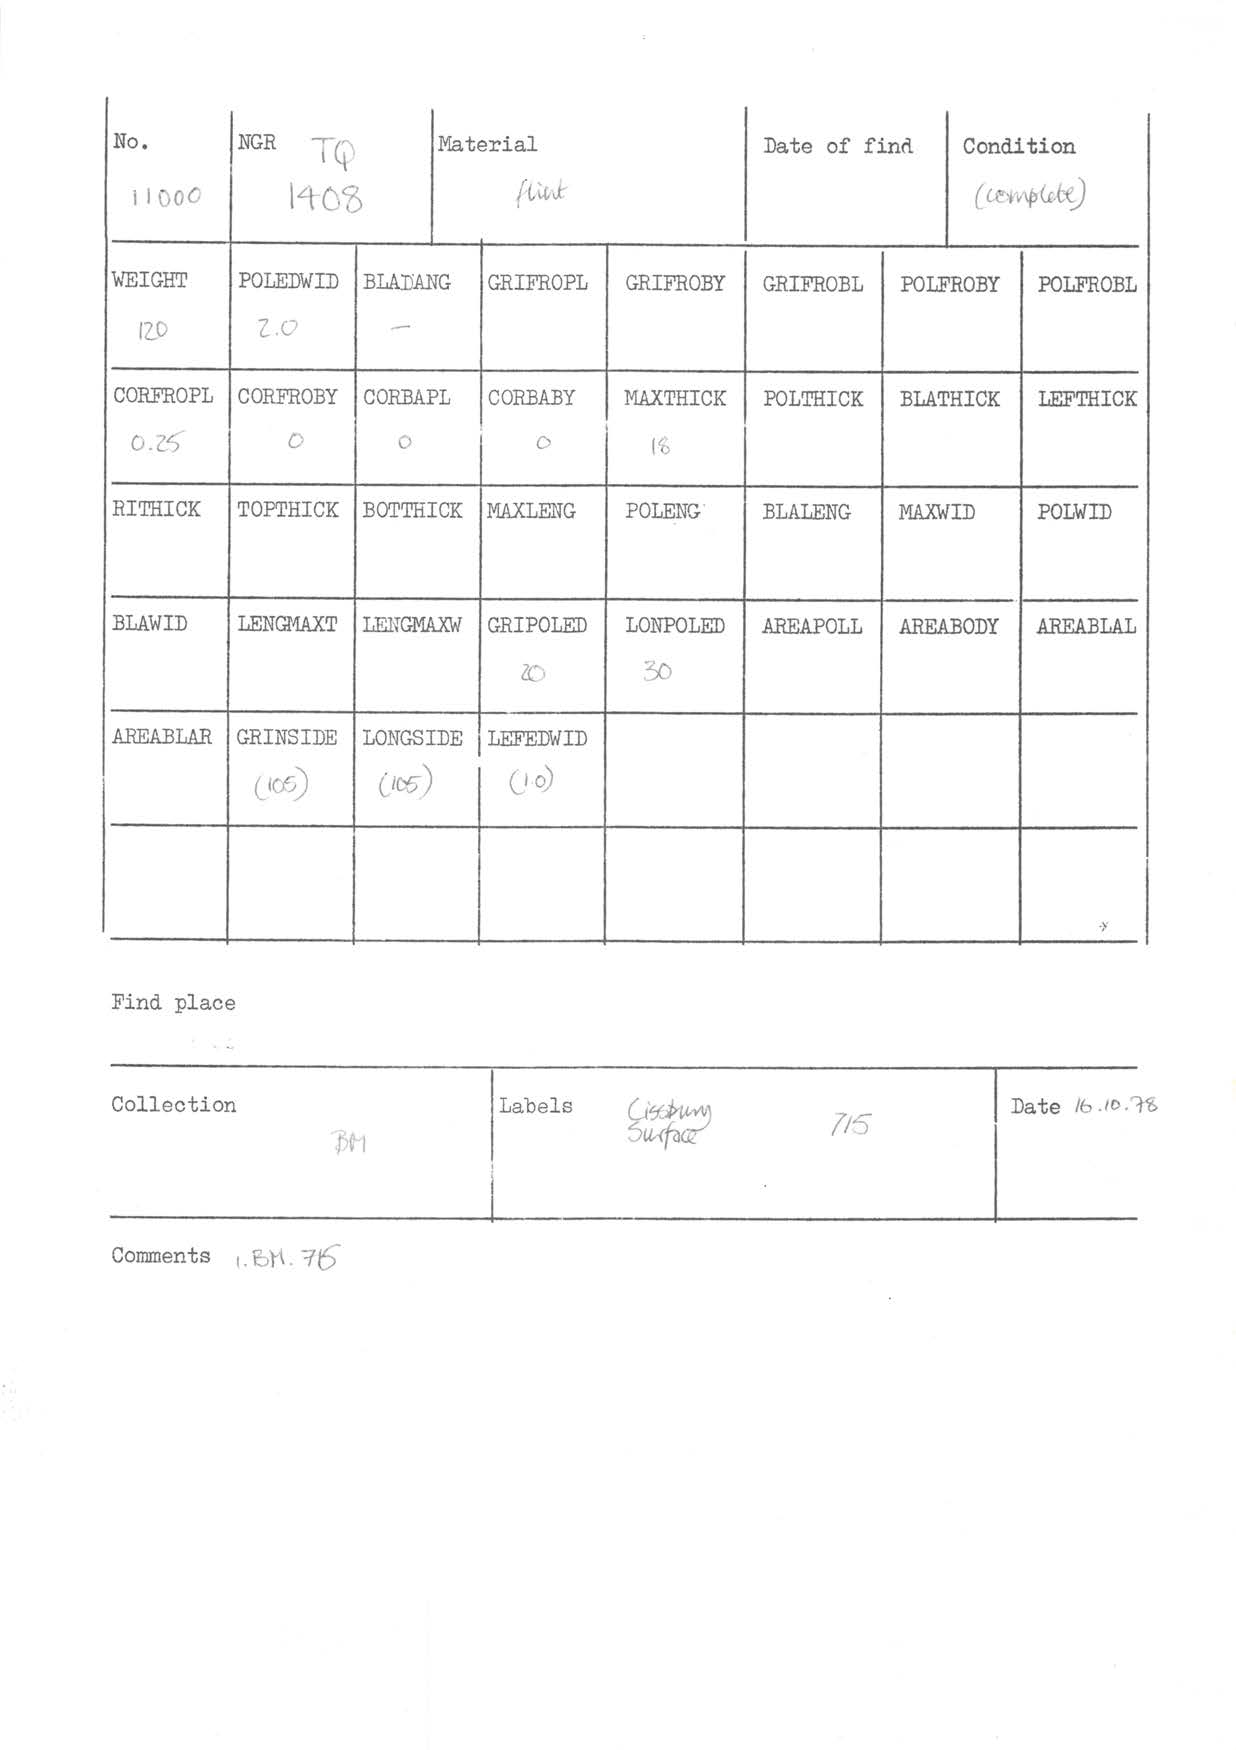 No. NGR TQ Material Date of find Condition
11000 1408 flint (complete)
WEIGHT POLEDWID BLADANG GRIFROPL GRIFROBY GRIFROBL POLFROBY POLFROBL
120 2.0 —
CORFROPL CORFROBY CORBAPL CORBABY MAXTHICK POLTHICK BLATHICK LEFTHICK
0.25 0 0 0 18
RITHICK TOPTHICK BOTTHICK MAXLENG POLENG BLALENG MAXWID POLWID
BLAWID LENGMAXT LENGMAXW GRIPOLED LONPOLED AREAPOLL AREABODY AREABLAL
20 30
AREABLAR GRINSIDE LONGSIDE LEFEDWID
(105) (105) (1.0)
Find place
Collection Labels Cissbury 715 Date 16.10.78
BM Surface
Comments 1.BM.715